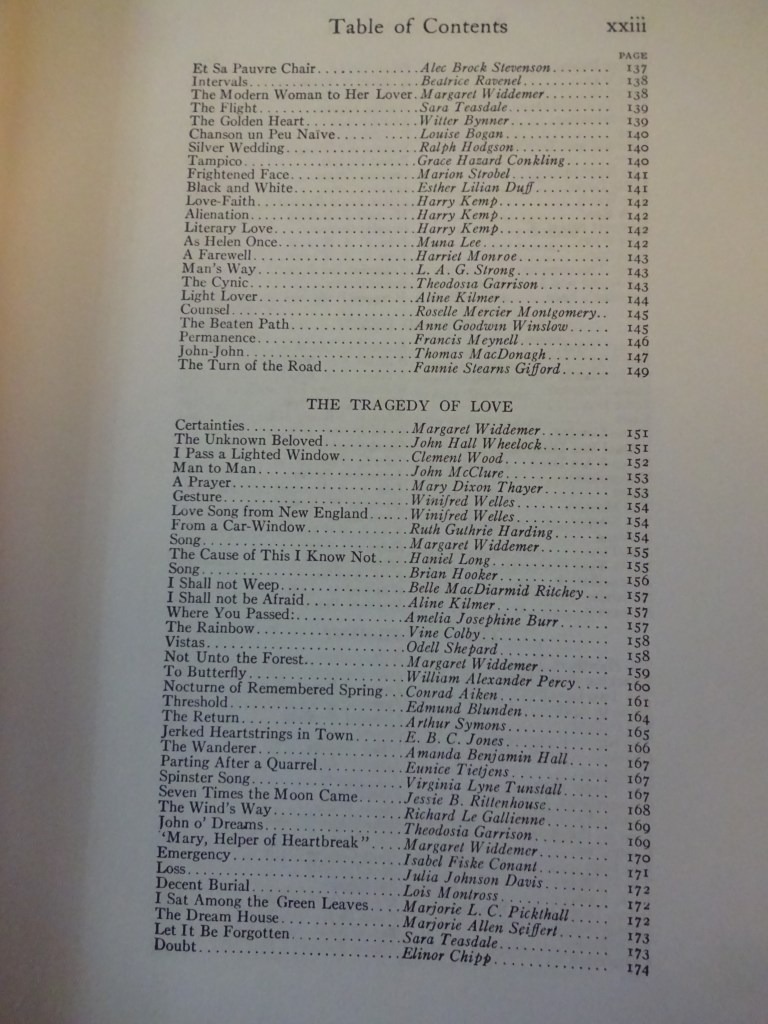 Table of Contents xxiii
PAGE
Et Sa Pauvre Chair..............Alec Brock Stevenson........ 137
Intervals.......................Beatrice Ravenel........... 138
The Modern Woman to Her Lover.Margaret Widdemer........ 138
The Flight.....................Sara Teasdale............. 139
The Golden Heart...............Witter Bynner............. 139
Chanson un Peu Naïve..... .....Louise Bogan.............. 140
Silver Wedding.................Ralph Hodgson............. 140
Tampico........................Grace Hazard Conkling...... 140
Frightened Face................Marion Strobel............ 141
Black and White................Esther Lilian Duff......... 141
Love-Faith.....................Harry Kemp............... 142
Alienation.....................Harry Kemp............... 142
Literary Love..................Harry Kemp............... 142
As Helen Once..................Muna Lee................. 142
A Farewell.....................Harriet Monroe............ 143
Man's Way......................L. A. G. Strong............ 143
The Cynic......................Theodosia Garrison......... 143
Light Lover....................Aline Kilmer.............. 144
Counsel........................Roselle Mercier Montgomery.. 145
The Beaten Path................Anne Goodwin Winslow..... 145
Permanence.....................Francis Meynell........... 146
John-John......................Thomas MacDonagh........ 147
The Turn of the Road...........Fannie Stearns Gifford...... 149
THE TRAGEDY OF LOVE
Certainties....................Margaret Widdemer......... 151
The Unknown Beloved............John Hall Wheelock........ 151
I Pass a Lighted Window........Clement Wood............. 152
Man to Man.....................John McClure............. 153
A Prayer.......................Mary Dixon Thayer........ 153
Gesture........................Winifred Welles........... 154
Love Song from New England......Winifred Welles........... 154
From a Car-Window..............Ruth Guthrie Harding....... 154
Song...........................Margaret Widdemer......... 155
The Cause of This I Know Not....Haniel Long.............. 155
Song...........................Brian Hooker............. 156
I Shall not Weep...............Belle MacDiarmid Ritchey... 157
I Shall not be Afraid..........Aline Kilmer.............. 157
Where You Passed:..............Amelia Josephine Burr...... 157
The Rainbow....................Vine Colby............... 158
Vistas.........................Odell Shepard............. 158
Not Unto the Forest............Margaret Widdemer......... 159
To Butterfly...................William Alexander Percy.... 160
Nocturne of Remembered Spring...Conrad Aiken............. 161
Threshold......................Edmund Blunden........... 164
The Return.....................Arthur Symons............ 165
Jerked Heartstrings in Town.....E. B. C. Jones............ 166
The Wanderer...................Amanda Benjamin Hall..... 167
Parting After a Quarrel........Eunice Tietjens........... 167
Spinster Song..................Virginia Lyne Tunstall...... 167
Seven Times the Moon Came......Jessie B. Rittenhouse....... 168
The Wind's Way.................Richard Le Gallienne....... 169
John o' Dreams.................Theodosia Garrison......... 169
'Mary, Helper of Heartbreak"....Margaret Widdemer......... 170
Emergency......................Isabel Fiske Conant........ 171
Loss...........................Julia Johnson Davis........ 172
Decent Burial..................Lois Montross............. 172
I Sat Among the Green Leaves....Marjorie L. C. Pickthall.... 172
The Dream House................Marjorie Allen Seiffert..... 173
Let It Be Forgotten............Sara Teasdale............. 173
Doubt..........................Elinor Chipp.............. 174